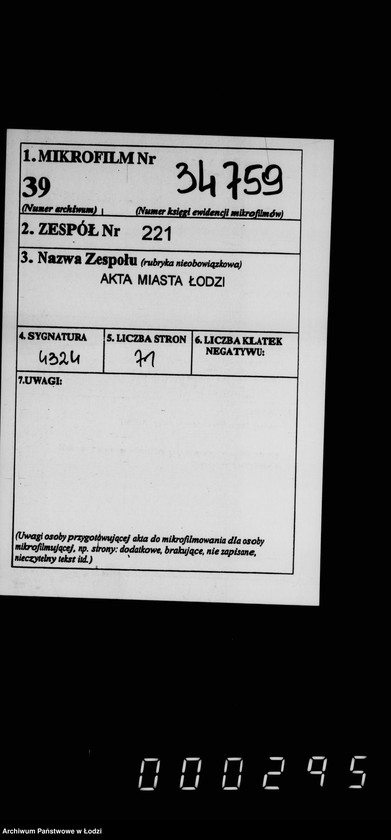 1. MIKROFILM Nr
34759
39
(Numer archiwum) (Numer księgi ewidencji mikrofilmów)
2. ZESPÓŁ Nr 221
3. Nazwa Zespołu (rubryka nieobowiązkowa)
AKTA MIASTA ŁODZI
4. SYGNATURA 5. LICZBA STRON 6. LICZBA KLATEK
NEGATYWU:
4324 71
7.UWAGI:
(Uwagi osoby przygotowującej akta do mikrofilmowania dla osoby
mikrofilmującej, np. strony: dodatkowe, brakujące, nie zapisane,
nieczytelny tekst itd.)
000295
Archiwum Państwowe w Łodzi